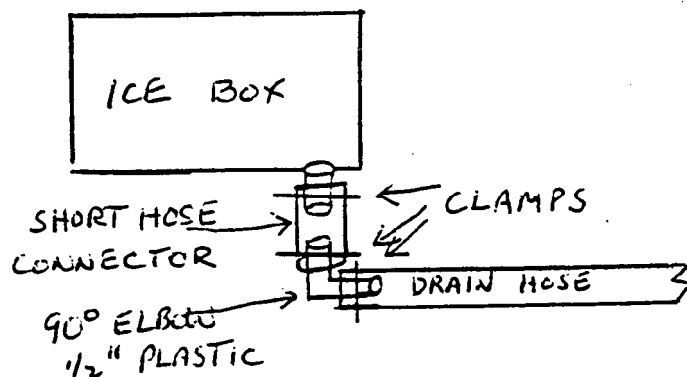 ICE BOX
CLAMPS
SHORT HOSE
CONNECTOR
DRAIN HOSE
90° ELBOW
1/2" PLASTIC